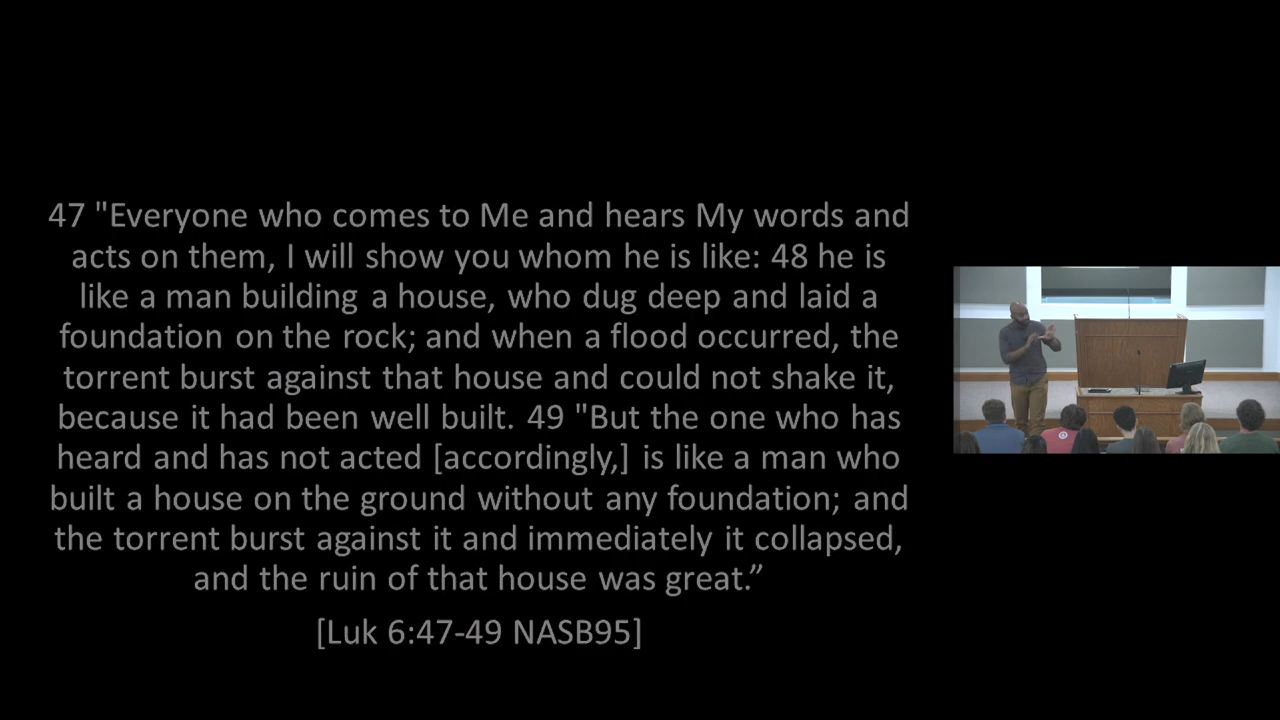 47 "Everyone who comes to Me and hears My words and
acts on them, I will show you whom he is like: 48 he is
like a man building a house, who dug deep and laid a
foundation on the rock; and when a flood occurred, the
torrent burst against that house and could not shake it,
because it had been well built. 49 "But the one who has
heard and has not acted [accordingly,] is like a man who
built a house on the ground without any foundation; and
the torrent burst against it and immediately it collapsed,
and the ruin of that house was great.”
[Luk 6:47-49 NASB95]